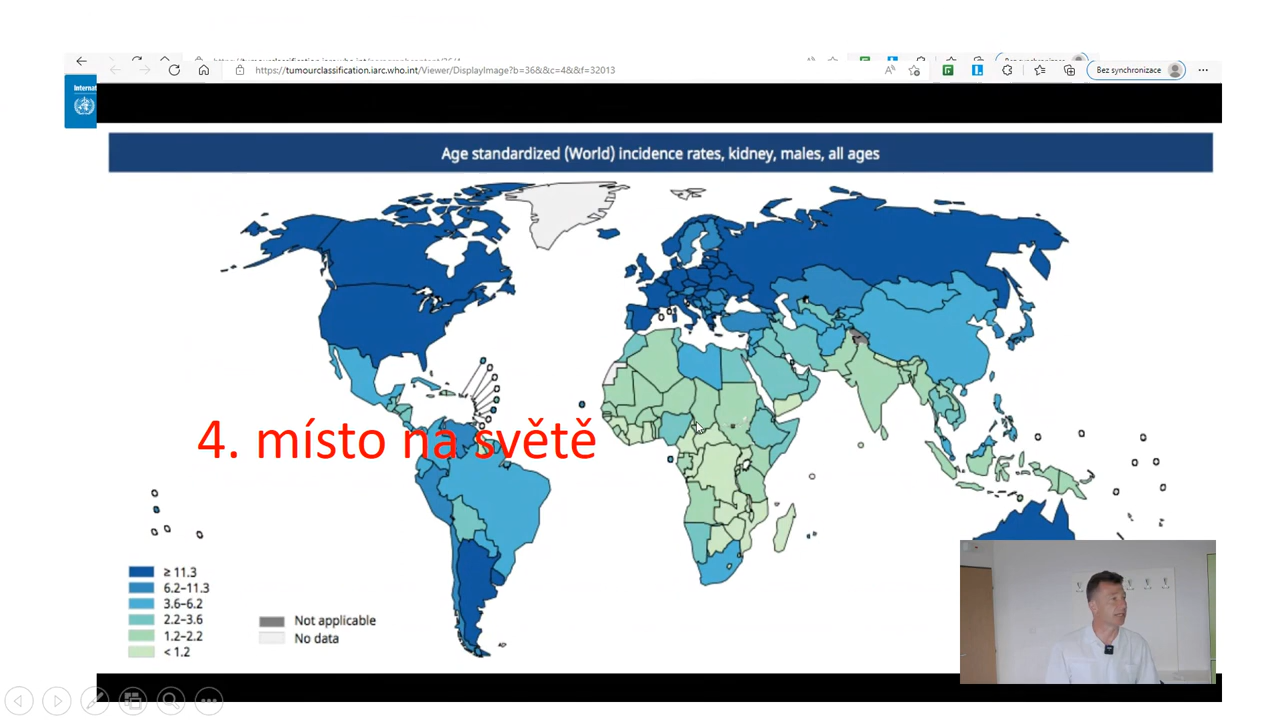 https://tumourclassification.iarc.who.int/Viewer/DisplayImage?b=36&&c=4&&f=32013
Bez synchronizace
Internat
Age standardized (World) incidence rates, kidney, males, all ages
4. místo na světě
≥ 11.3
6.2–11.3
3.6–6.2
2.2–3.6
1.2–2.2
< 1.2
Not applicable
No data